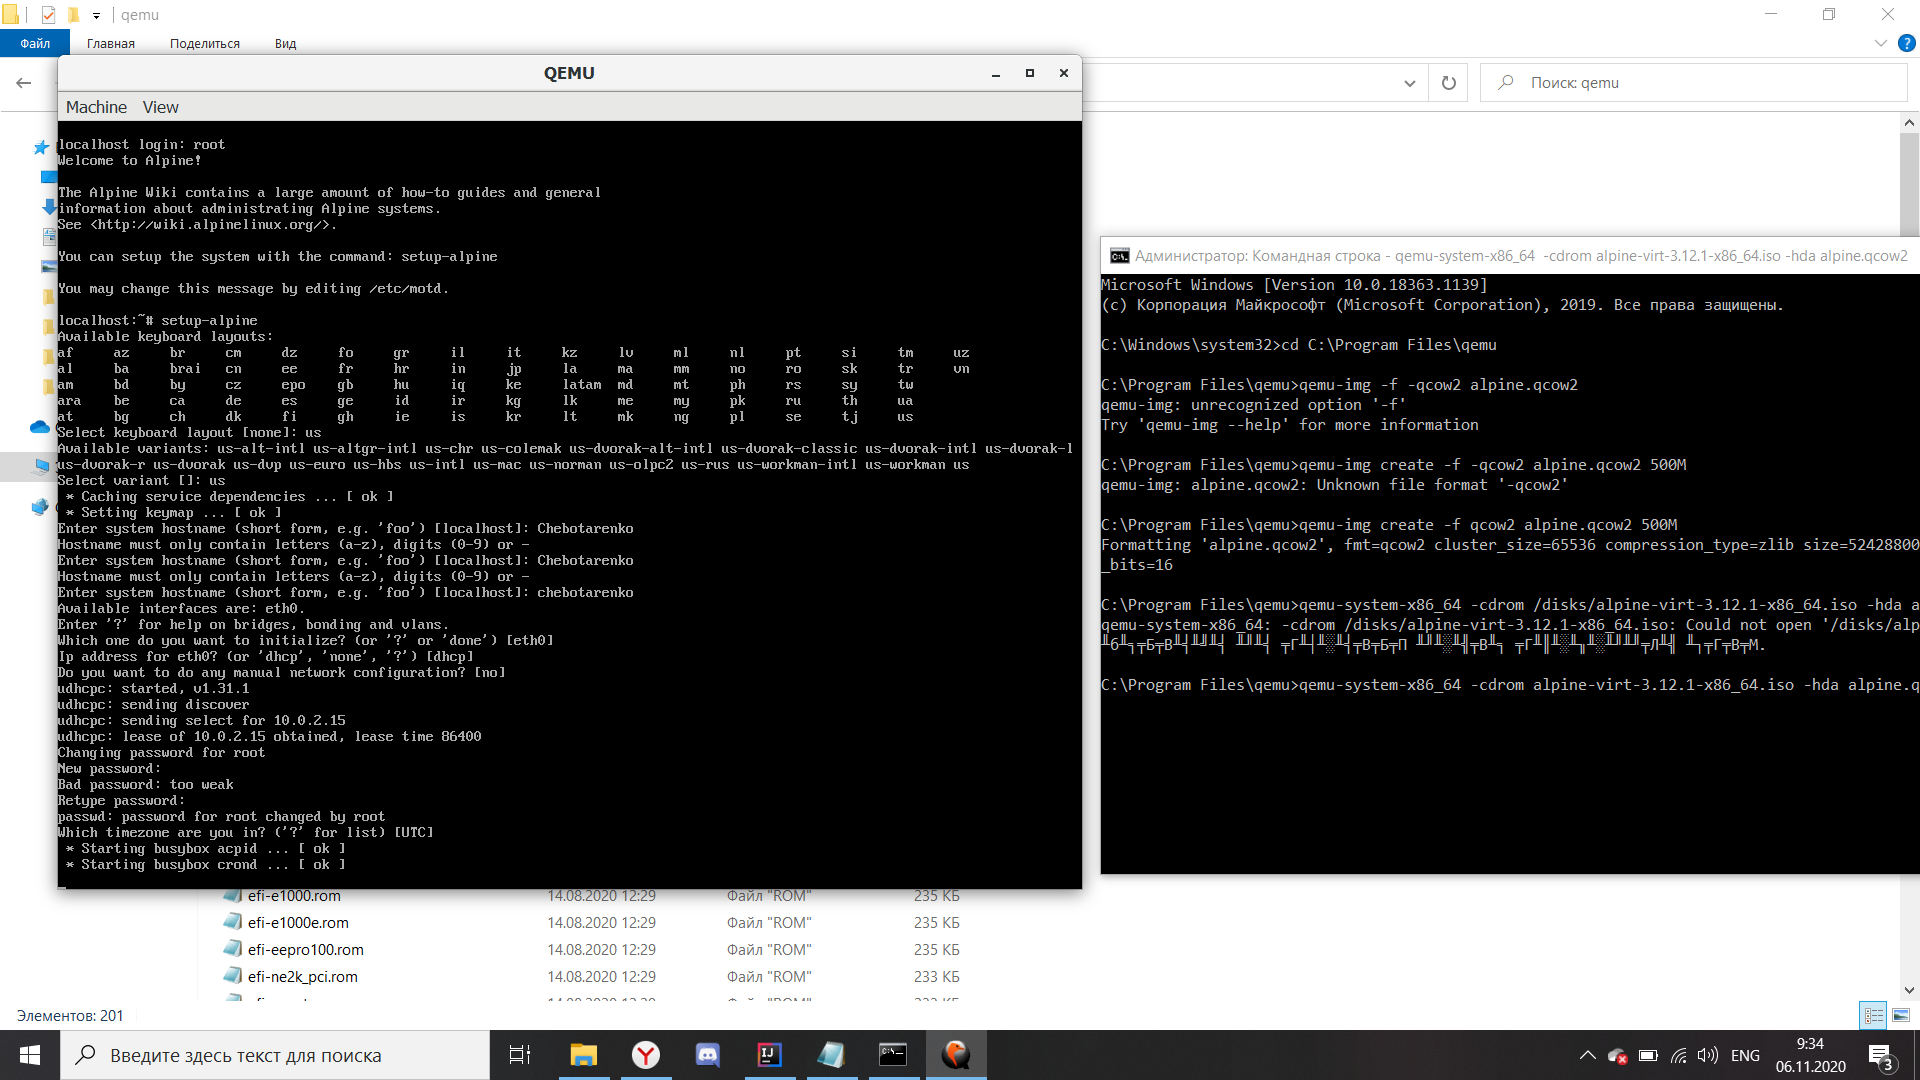 qemu
Файл
Главная
Поделиться
Вид
Поиск: qemu
QEMU
Machine
View
localhost login: root
Welcome to Alpine!
The Alpine Wiki contains a large amount of how-to guides and general
information about administrating Alpine systems.
See <http://wiki.alpinelinux.org/>.
You can setup the system with the command: setup-alpine
You may change this message by editing /etc/motd.
localhost:~# setup-alpine
Available keyboard layouts:
af az br cm dz fo gr il it kz lv ml nl pt si tm uz
al ba brai cn ee fr hr in jp la ma mm no ro sk tr vn
am bd by cz epo gb hu iq ke latam md mt ph rs sy tw
ara be ca de es ge id ir kg lk me my pk ru th ua
at bg ch dk fi gh ie is kr lt mk ng pl se tj us
Select keyboard layout [none]: us
Available variants: us-alt-intl us-altgr-intl us-chr us-colemak us-dvorak-alt-intl us-dvorak-classic us-dvorak-intl us-dvorak-l
us-dvorak-r us-dvorak us-dvp us-euro us-hbs us-intl us-mac us-norman us-olpc2 us-rus us-workman-intl us-workman us
Select variant []: us
* Caching service dependencies ... [ ok ]
* Setting keymap ... [ ok ]
Enter system hostname (short form, e.g. 'foo') [localhost]: Chebotarenko
Hostname must only contain letters (a-z), digits (0-9) or -
Enter system hostname (short form, e.g. 'foo') [localhost]: Chebotarenko
Hostname must only contain letters (a-z), digits (0-9) or -
Enter system hostname (short form, e.g. 'foo') [localhost]: chebotarenko
Available interfaces are: eth0.
Enter '?' for help on bridges, bonding and vlans.
Which one do you want to initialize? (or '?' or 'done') [eth0]
Ip address for eth0? (or 'dhcp', 'none', '?') [dhcp]
Do you want to do any manual network configuration? [no]
udhcpc: started, v1.31.1
udhcpc: sending discover
udhcpc: sending select for 10.0.2.15
udhcpc: lease of 10.0.2.15 obtained, lease time 86400
Changing password for root
New password:
Bad password: too weak
Retype password:
passwd: password for root changed by root
Which timezone are you in? ('?' for list) [UTC]
* Starting busybox acpid ... [ ok ]
* Starting busybox crond ... [ ok ]
Администратор: Командная строка - qemu-system-x86_64 -cdrom alpine-virt-3.12.1-x86_64.iso -hda alpine.qcow2
Microsoft Windows [Version 10.0.18363.1139]
(c) Корпорация Майкрософт (Microsoft Corporation), 2019. Все права защищены.
C:\Windows\system32>cd C:\Program Files\qemu
C:\Program Files\qemu>qemu-img -f -qcow2 alpine.qcow2
qemu-img: unrecognized option '-f'
Try 'qemu-img --help' for more information
C:\Program Files\qemu>qemu-img create -f -qcow2 alpine.qcow2 500M
qemu-img: alpine.qcow2: Unknown file format '-qcow2'
C:\Program Files\qemu>qemu-img create -f qcow2 alpine.qcow2 500M
Formatting 'alpine.qcow2', fmt=qcow2 cluster_size=65536 compression_type=zlib size=52428800
_bits=16
C:\Program Files\qemu>qemu-system-x86_64 -cdrom /disks/alpine-virt-3.12.1-x86_64.iso -hda a
qemu-system-x86_64: -cdrom /disks/alpine-virt-3.12.1-x86_64.iso: Could not open '/disks/alp
C:\Program Files\qemu>qemu-system-x86_64 -cdrom alpine-virt-3.12.1-x86_64.iso -hda alpine.q
efi-e1000.rom 14.08.2020 12:29 Файл "ROM" 235 КБ
efi-e1000e.rom 14.08.2020 12:29 Файл "ROM" 235 КБ
efi-eepro100.rom 14.08.2020 12:29 Файл "ROM" 235 КБ
efi-ne2k_pci.rom 14.08.2020 12:29 Файл "ROM" 233 КБ
Элементов: 201
Введите здесь текст для поиска
ENG
9:34
06.11.2020
3